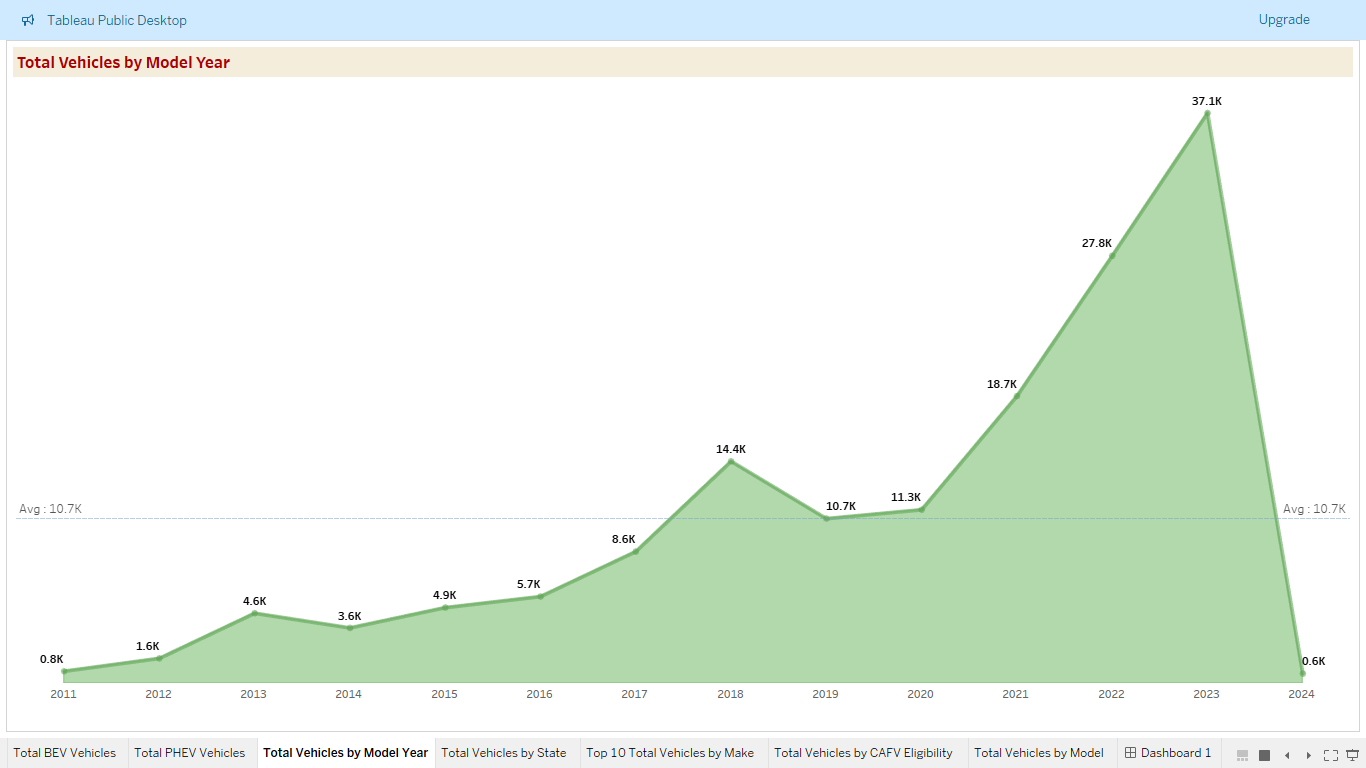 Tableau Public Desktop
Upgrade
Total Vehicles by Model Year
37.1K
27.8K
18.7K
14.4K
Avg : 10.7K
10.7K
11.3K
Avg : 10.7K
8.6K
5.7K
4.9K
4.6K
3.6K
1.6K
0.8K
0.6K
2011 2012 2013 2014 2015 2016 2017 2018 2019 2020 2021 2022 2023 2024
Total BEV Vehicles Total PHEV Vehicles Total Vehicles by Model Year Total Vehicles by State Top 10 Total Vehicles by Make Total Vehicles by CAFV Eligibility Total Vehicles by Model Dashboard 1